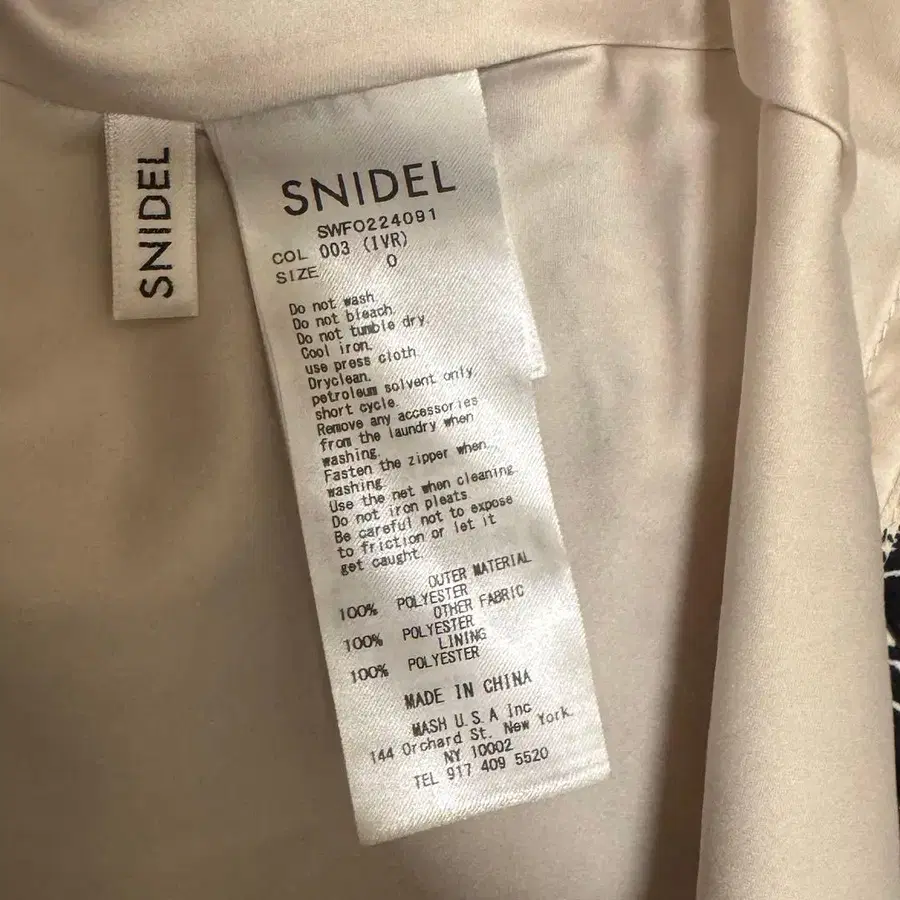 SNIDEL
SNIDEL
SWFO224091
COL 003 (IVR)
SIZE 0
Do not wash.
Do not bleach.
Do not tumble dry.
Cool iron.
use press cloth.
Dryclean.
petroleum solvent only.
short cycle.
Remove any accessories
from the laundry when
washing.
Fasten the zipper when
washing
Use the net when cleaning.
Do not iron pleats
Be careful not to expose
to friction or let it
get caught.
OUTER MATERIAL
100% POLYESTER
OTHER FABRIC
100% POLYESTER
LINING
100% POLYESTER
MADE IN CHINA
MASH U.S.A Inc
144 Orchard St. New York.
NY 10002
TEL 917 409 5520